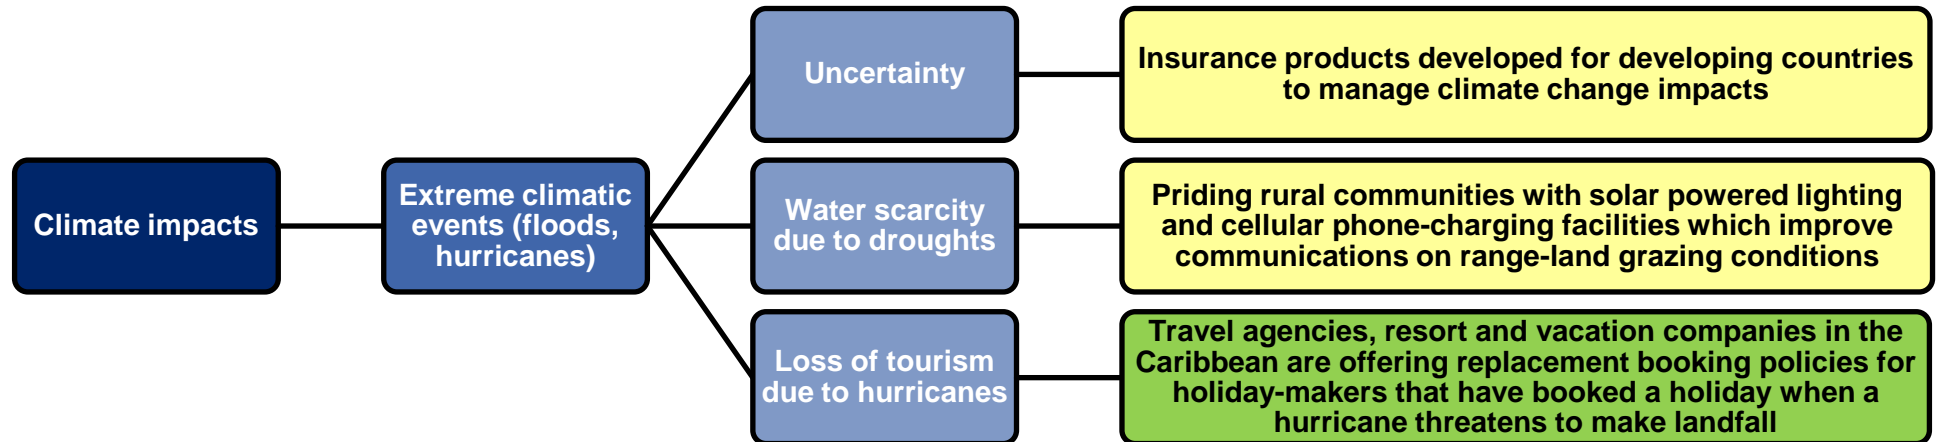 Climate impacts
Extreme climatic
events (floods,
hurricanes)
Uncertainty
Insurance products developed for developing countries
to manage climate change impacts
Water scarcity
due to droughts
Priding rural communities with solar powered lighting
and cellular phone-charging facilities which improve
communications on range-land grazing conditions
Loss of tourism
due to hurricanes
Travel agencies, resort and vacation companies in the
Caribbean are offering replacement booking policies for
holiday-makers that have booked a holiday when a
hurricane threatens to make landfall